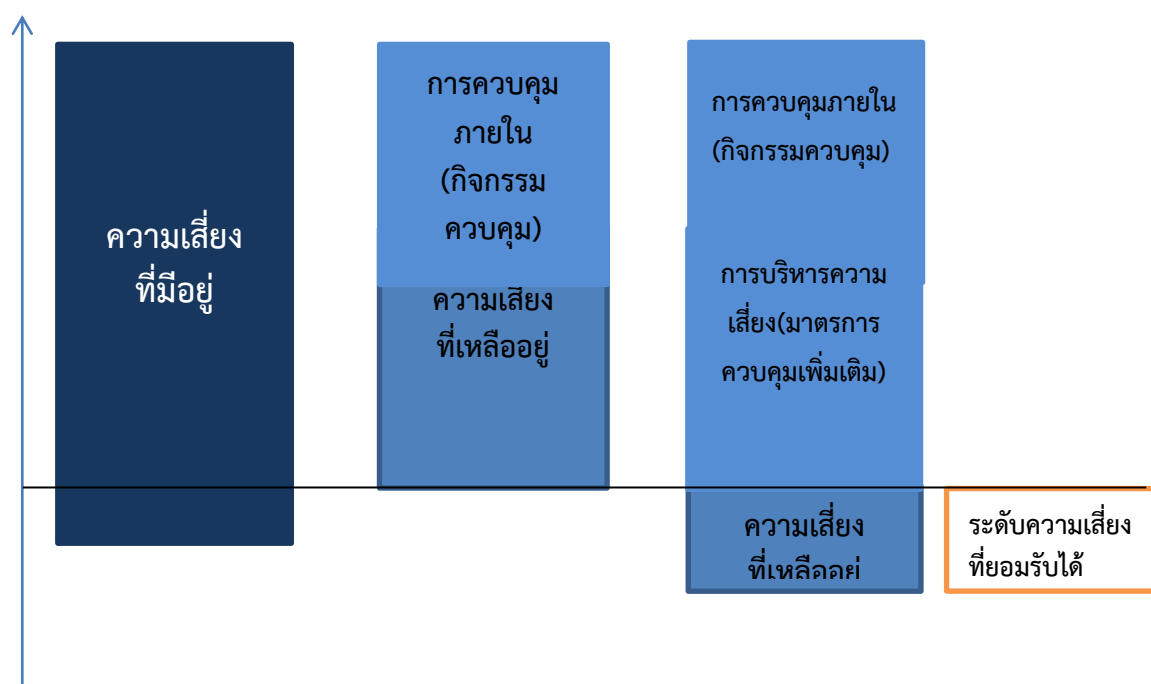 ความเสี่ยง
ที่มีอยู่
การควบคุม
ภายใน
(กิจกรรม
ควบคุม)
ความเสี่ยง
ที่เหลืออยู่
การควบคุมภายใน
(กิจกรรมควบคุม)
การบริหารความ
เสี่ยง(มาตรการ
ควบคุมเพิ่มเติม)
ความเสี่ยง
ที่เหลืออยู่
ระดับความเสี่ยง
ที่ยอมรับได้